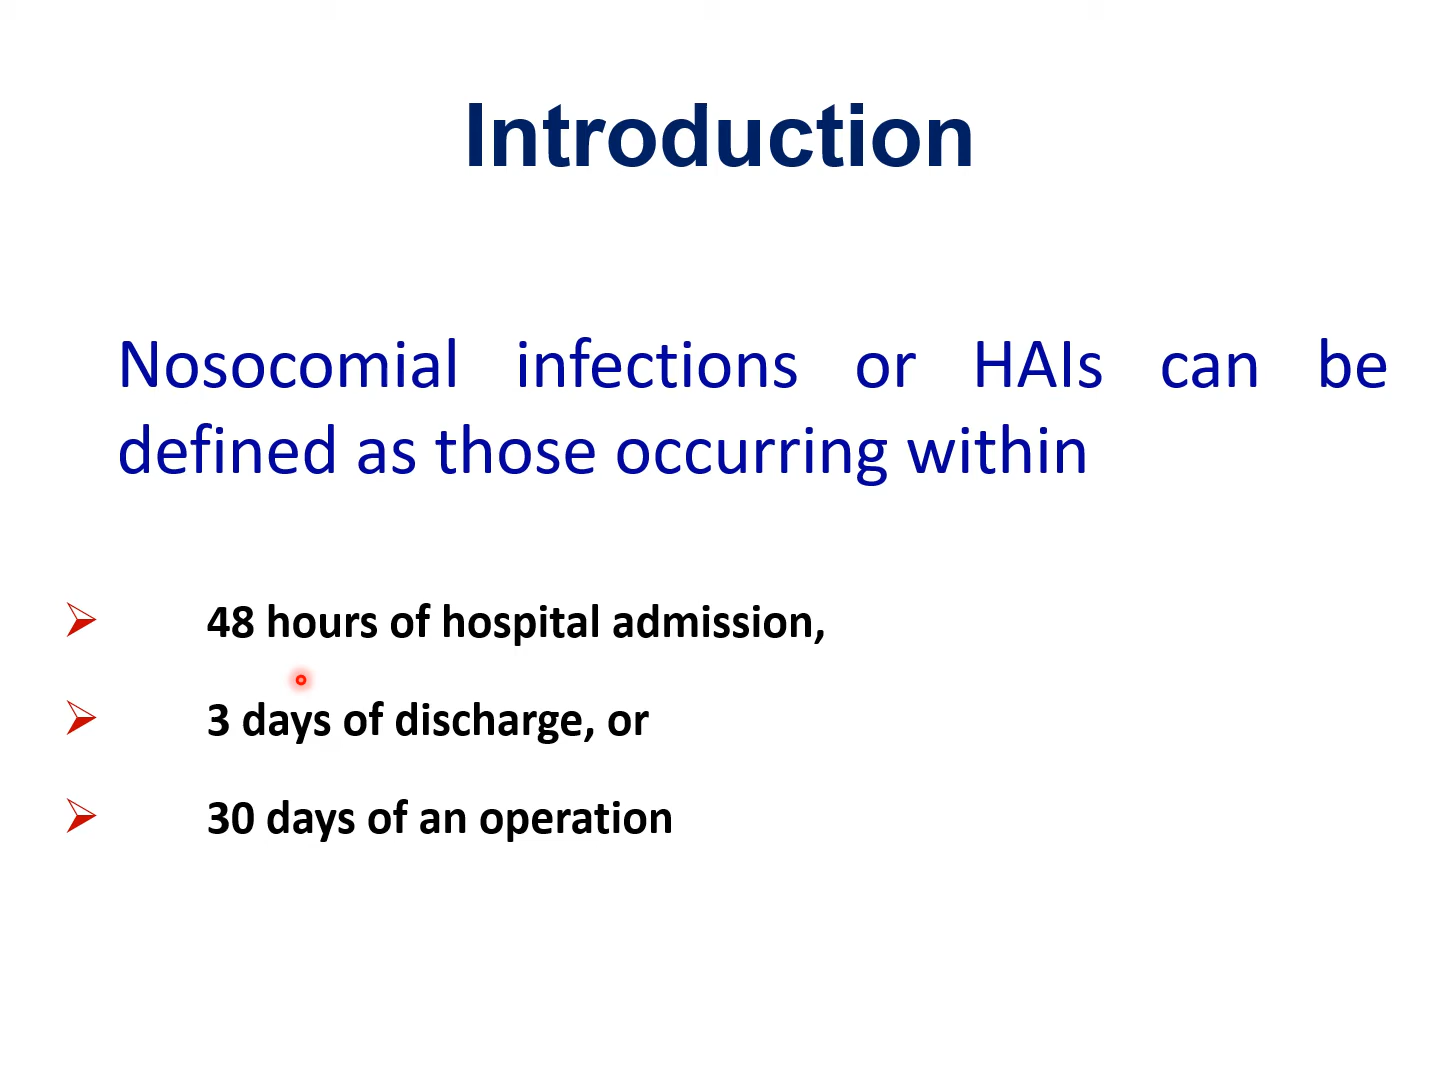 Introduction
Nosocomial infections or HAIs can be
defined as those occurring within
48 hours of hospital admission,
3 days of discharge, or
30 days of an operation